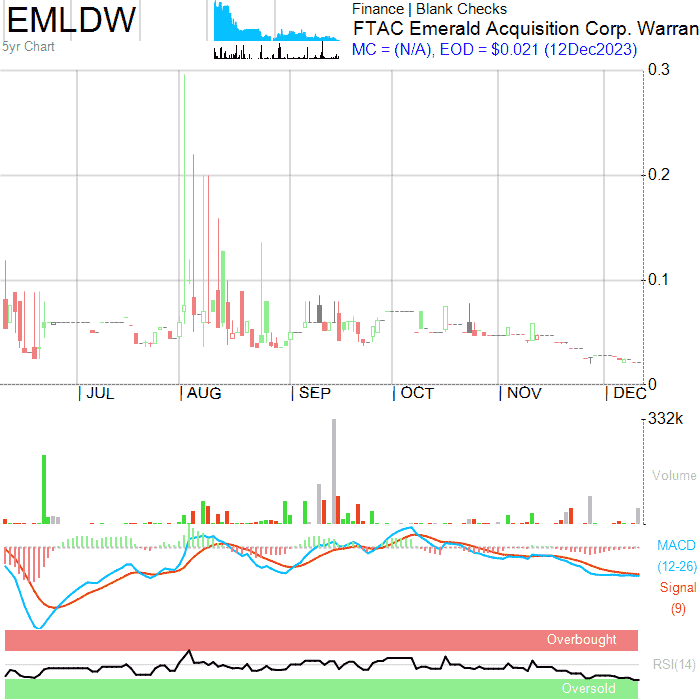 EMLDW
5yr Chart
Finance | Blank Checks
FTAC Emerald Acquisition Corp. Warran
MC = (N/A), EOD = $0.021 (12Dec2023)
0.3
0.2
0.1
0
| JUL | AUG | SEP | OCT | NOV | DEC
332k
Volume
MACD
(12-26)
Signal
(9)
Overbought
RSI(14)
Oversold